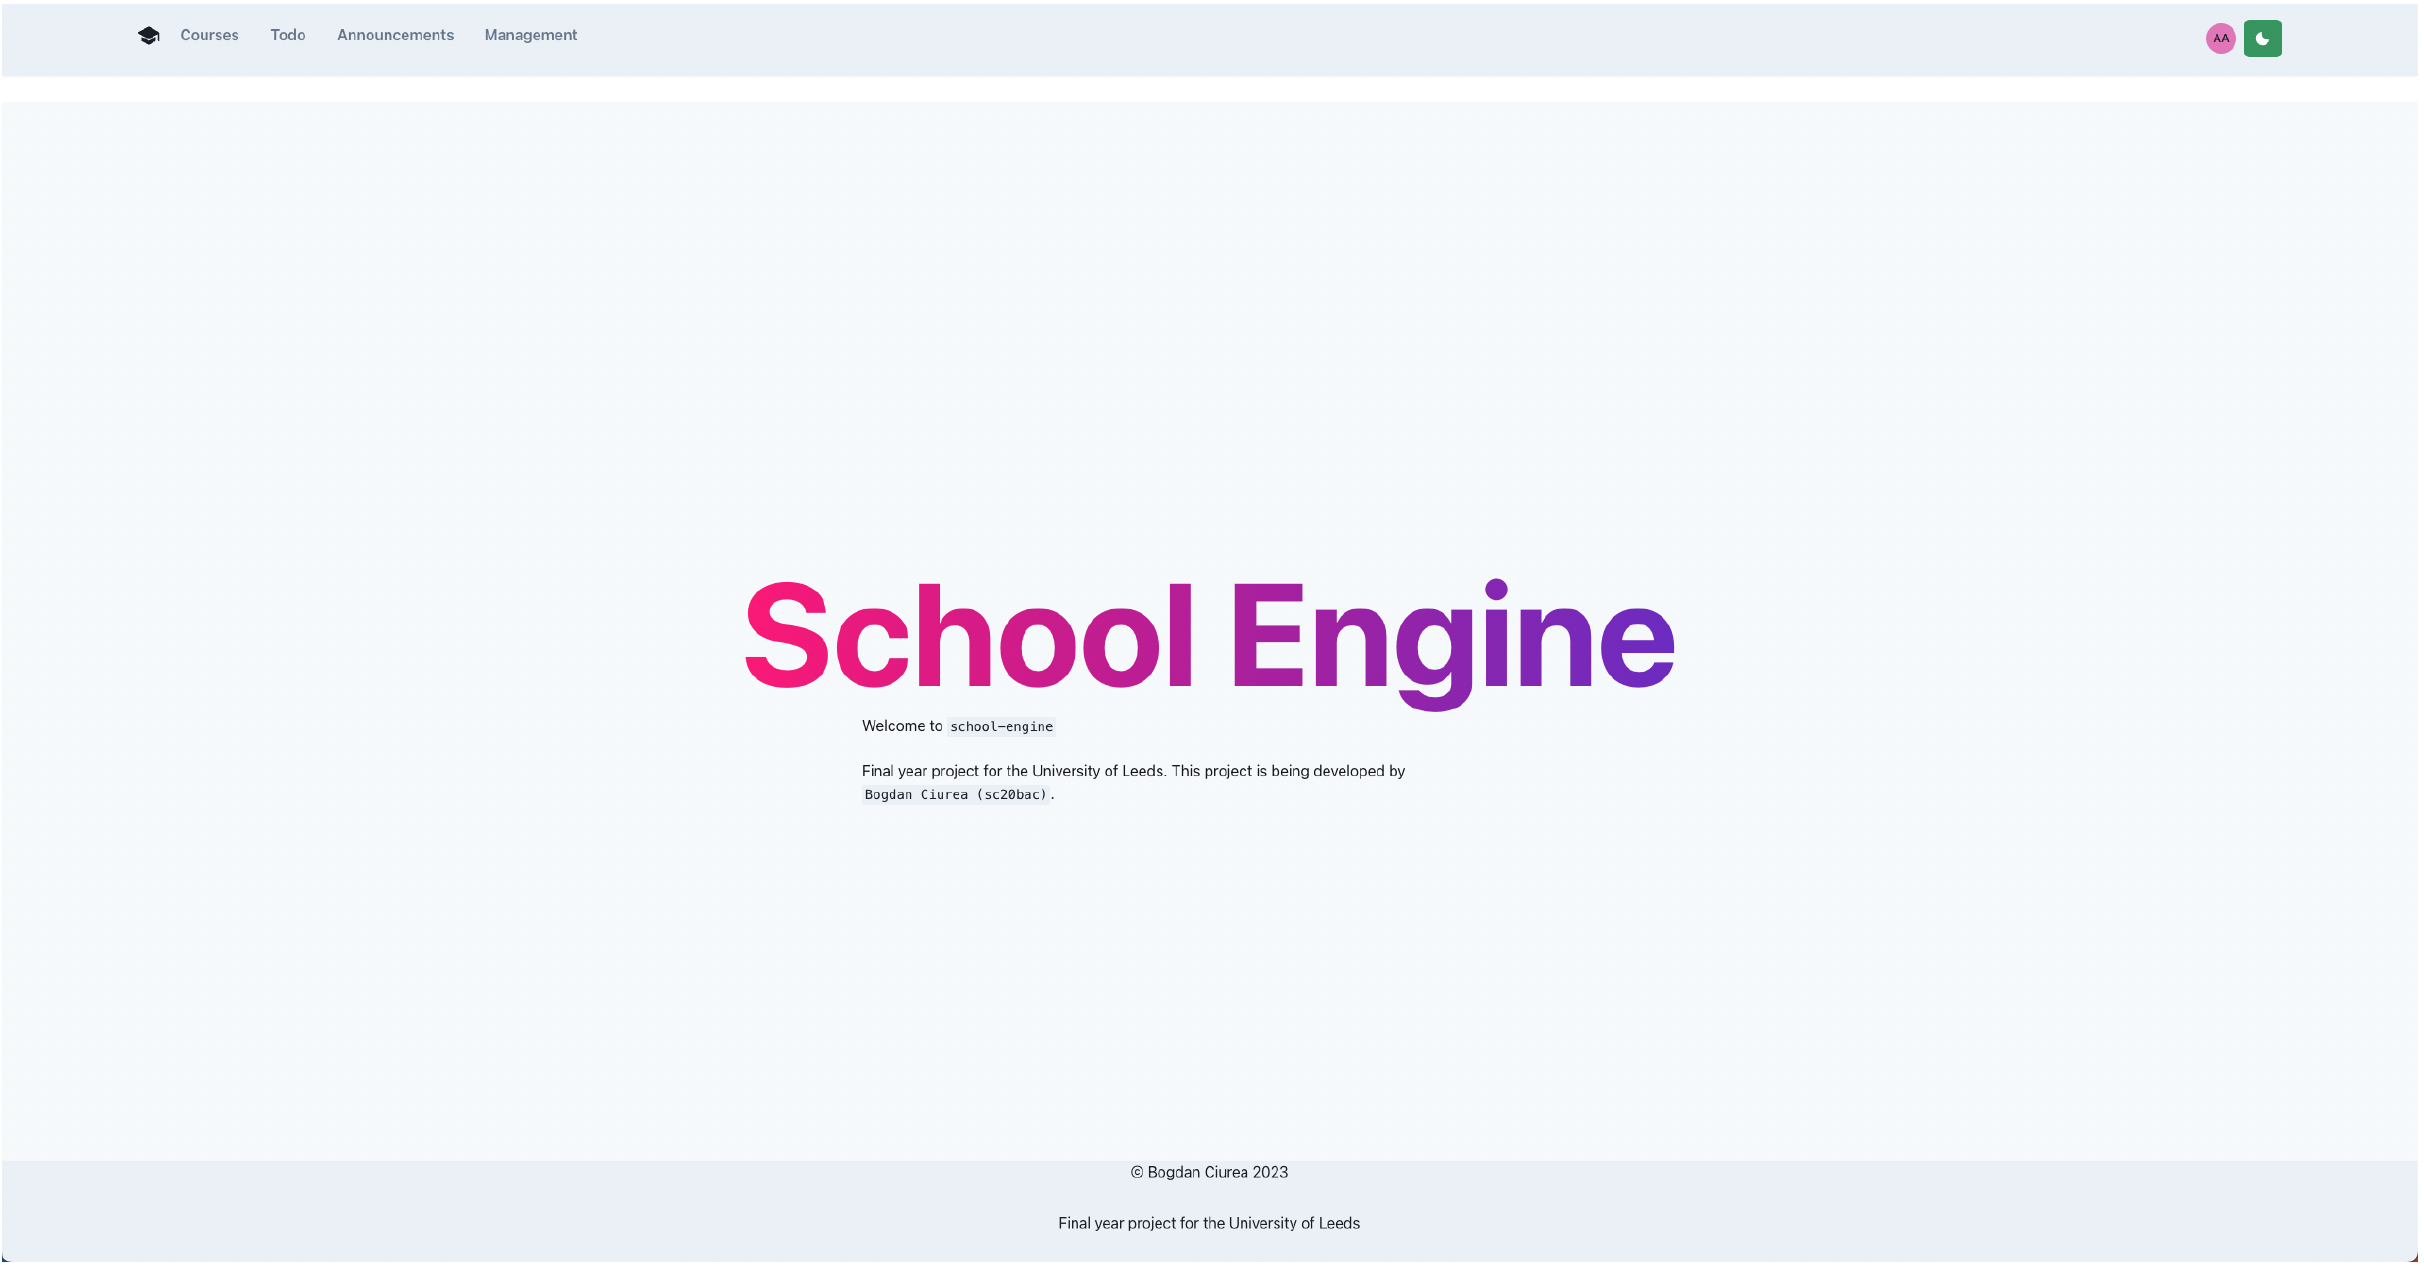 Courses Todo Announcements Management AA
School Engine
Welcome to school-engine
Final year project for the University of Leeds. This project is being developed by
Bogdan Ciurea (sc20bac).
© Bogdan Ciurea 2023
Final year project for the University of Leeds